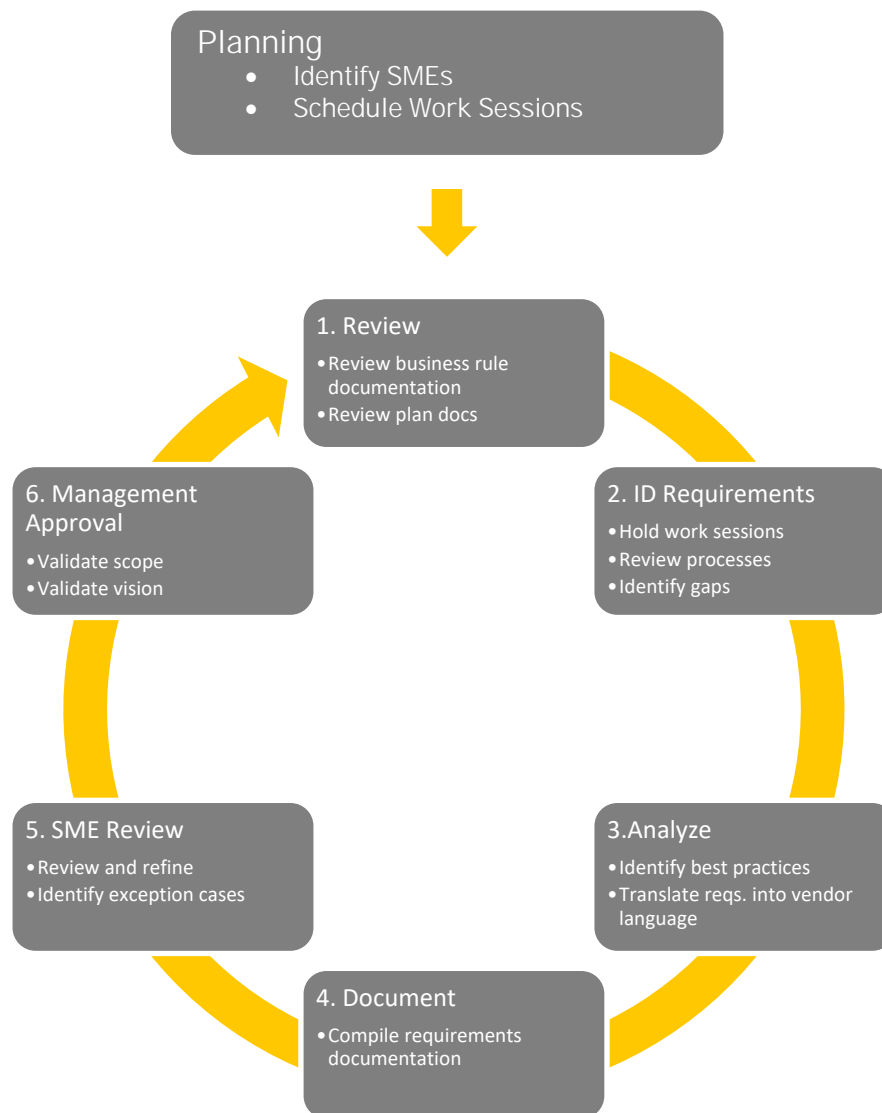 Planning
• Identify SMEs
• Schedule Work Sessions
1. Review
•Review business rule
documentation
•Review plan docs
2. ID Requirements
•Hold work sessions
•Review processes
•Identify gaps
3.Analyze
•Identify best practices
•Translate reqs. into vendor
language
4. Document
•Compile requirements
documentation
5. SME Review
•Review and refine
•Identify exception cases
6. Management
Approval
•Validate scope
•Validate vision